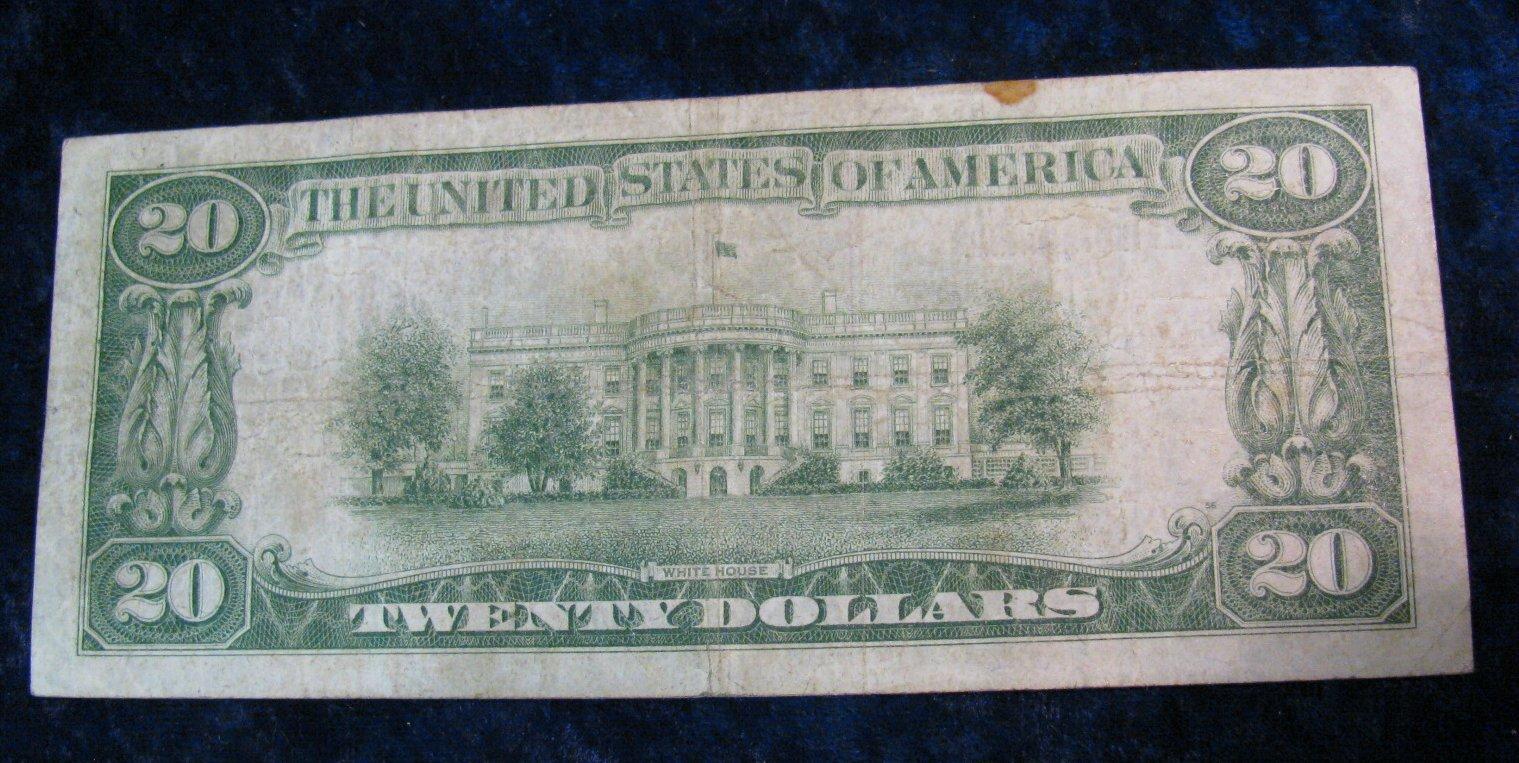 20 THE UNITED STATES OF AMERICA 20
WHITE HOUSE
20 TWENTY DOLLARS 20